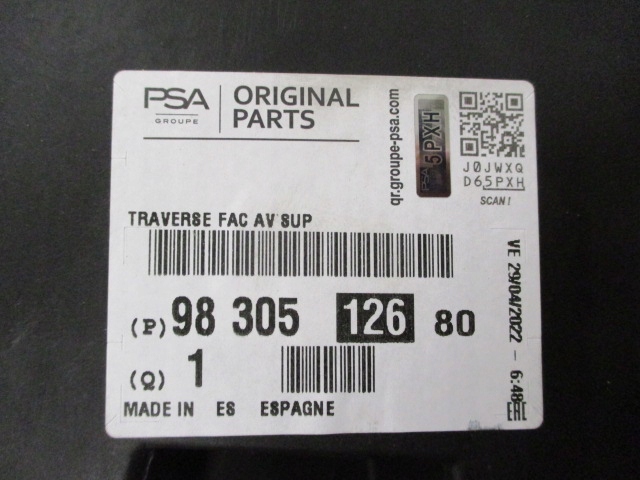 PSA
GROUPE
ORIGINAL
PARTS
qr.groupe-psa.com
PSA 5PXH
J0JWXQ
D65PXH
SCAN!
TRAVERSE FAC AV SUP
(P) 98 305 126 80
(Q) 1
MADE IN ES ESPAGNE
VE 29/04/2022 - 6:48